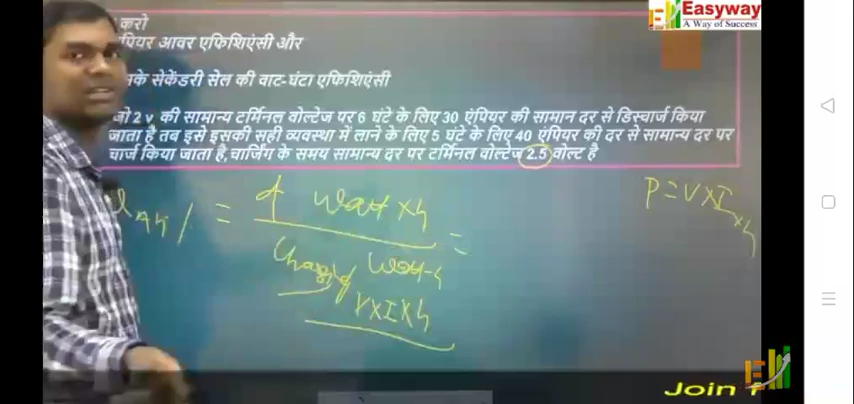 Easyway
A Way of Success
करो
पियर आवर एफिशिएंसी और
सके सेकेंडरी सेल की वाट-घंटा एफिशिएंसी
जो 2 v की सामान्य टर्मिनल वोल्टेज पर 6 घंटे के लिए 30 एंपियर की सामान दर से डिस्चार्ज किया
जाता है तब इसे इसकी सही व्यवस्था में लाने के लिए 5 घंटे के लिए 40 एंपियर की दर से सामान्य दर पर
चार्ज किया जाता है, चार्जिंग के समय सामान्य दर पर टर्मिनल वोल्टेज 2.5 वोल्ट है
P = V X I x h
= d Watt x h =
Charging Watt-h
V X I X h
Join